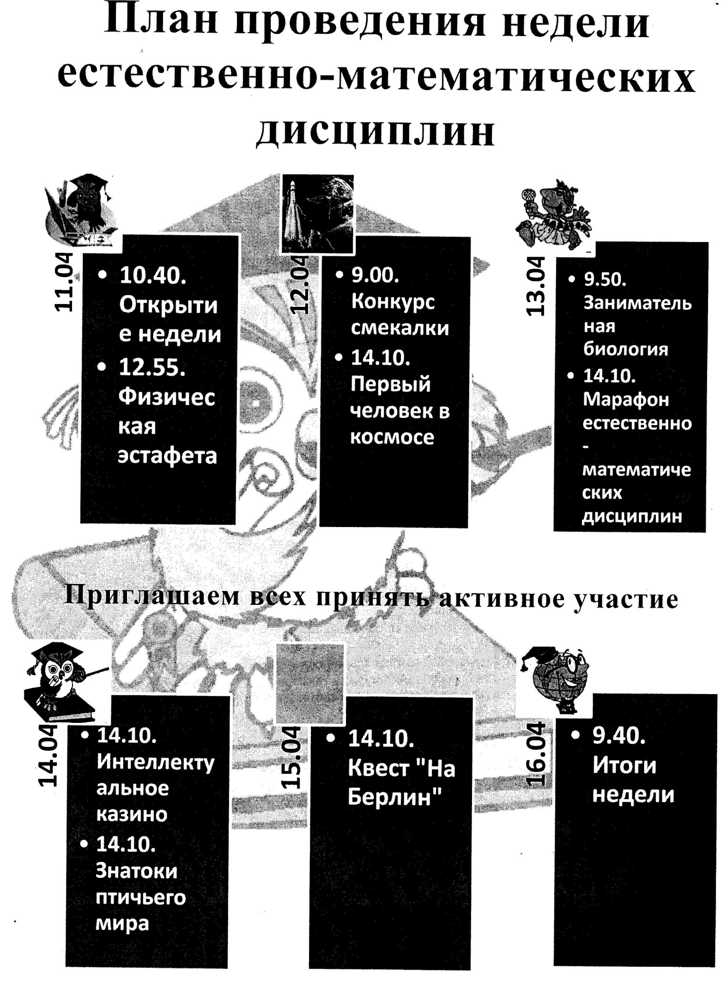 План проведения недели
естественно-математических
дисциплин
11.04
• 10.40.
Открыти
е недели
• 12.55.
Физичес
кая
эстафета
12.04
• 9.00.
Конкурс
смекалки
• 14.10.
Первый
человек в
космосе
13.04
• 9.50.
Заниматель
ная
биология
• 14.10.
Марафон
естественно
-
математиче
ских
дисциплин
Приглашаем всех принять активное участие
14.04
• 14.10.
Интеллекту
альное
казино
• 14.10.
Знатоки
птичьего
мира
15.04
• 14.10.
Квест "На
Берлин"
16.04
• 9.40.
Итоги
недели